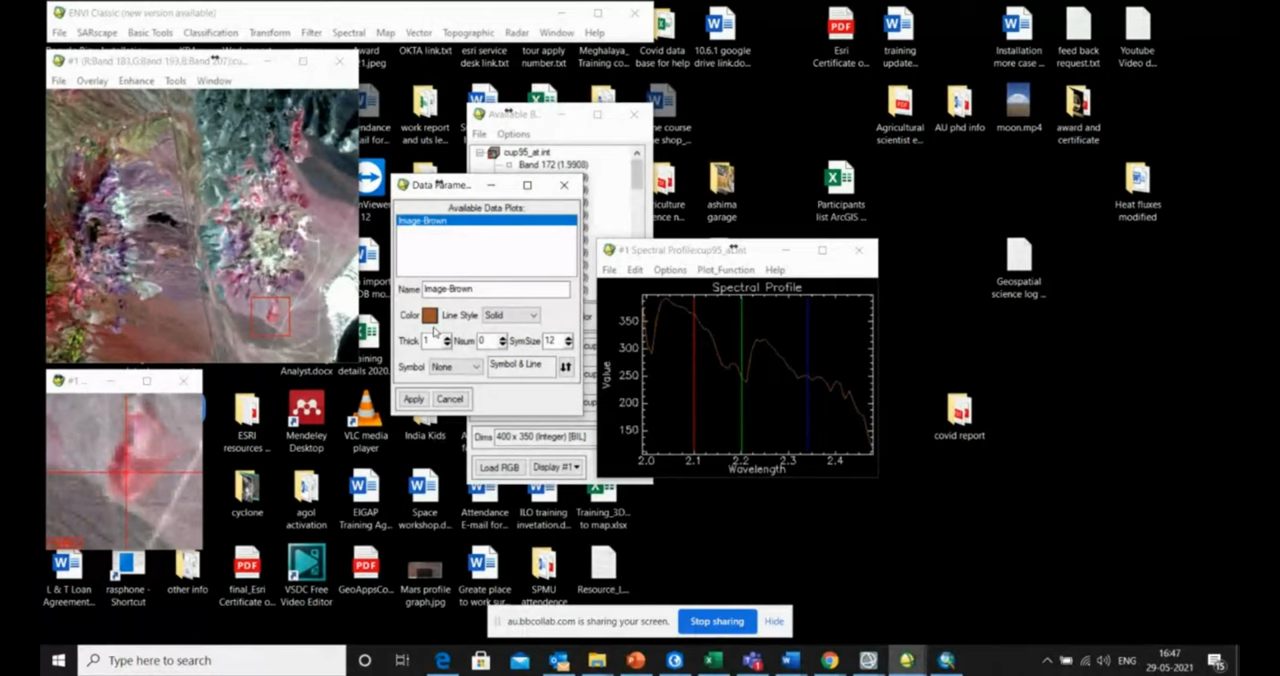 ENVI Classic (new version available)
File SARscape Basic Tools Classification Transform Filter Spectral Map Vector Topographic Radar Window Help
#1 (R:Band 183,G:Band 193,B:Band 207):cu
File Overlay Enhance Tools Window
Award
1.jpeg
OKTA link.txt
esri service
desk link.txt
tour apply
number.txt
Meghalaya_
Training co...
Covid data
base for help
10.6.1 google
drive link.do...
Esri
Certificate o...
training
update...
Installation
more case ...
feed back
request.txt
Youtube
Video d...
work report
and uts le...
Agricultural
scientist e...
AU phd info
moon.mp4
award and
certificate
Available B...
File Options
cup95_at.int
Band 172 (1.9908)
Data Parame...
Available Data Plots:
Image-Brown
Name Image-Brown
Color Line Style Solid
Thick 1 Nsum 0 SymSize 12
Symbol None Symbol & Line
Apply Cancel
Dims 400 x 350 (Integer) [BIL]
Load RGB Display #1
ashima
garage
Participants
list ArcGIS ...
Heat fluxes
modified
Geospatial
science log ...
covid report
#1 Spectral Profile:cup95_at.int
File Edit Options Plot_Function Help
Spectral Profile
350
300
250
200
150
Value
2.0 2.1 2.2 2.3 2.4
Wavelength
Analyst.docx
details 2020.
#1 ...
ESRI
resources ...
Mendeley
Desktop
VLC media
player
India Kids
cyclone
agol
activation
EIGAP
Training Ag...
Space
workshop.d...
Attendance
E-mail for...
ILO training
invetation.d...
Training_3D...
to map.xlsx
L & T Loan
Agreement...
rasphone -
Shortcut
other info
final_Esri
Certificate o...
VSDC Free
Video Editor
GeoAppsCo...
Mars profile
graph.jpg
Greate place
to work sur...
SPMU
attendence
Resource_L...
au.bbcollab.com is sharing your screen.
Stop sharing
Hide
Type here to search
ENG
16:47
29-05-2021
15